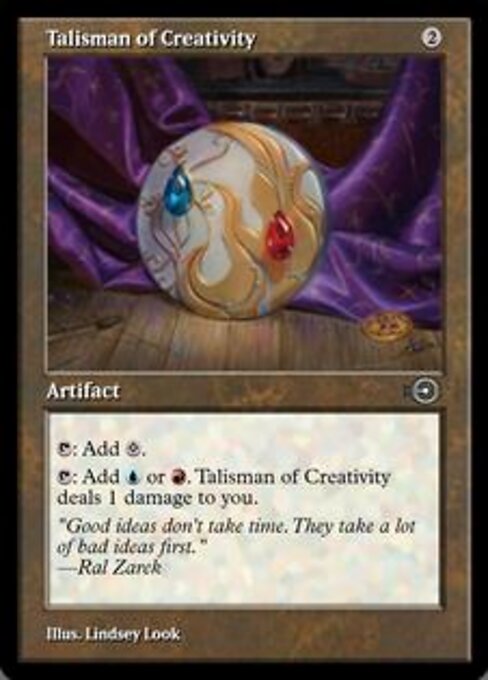 Talisman of Creativity 2
Artifact
: Add .
: Add or . Talisman of Creativity
deals 1 damage to you.
"Good ideas don't take time. They take a lot
of bad ideas first."
—Ral Zarek
Illus. Lindsey Look